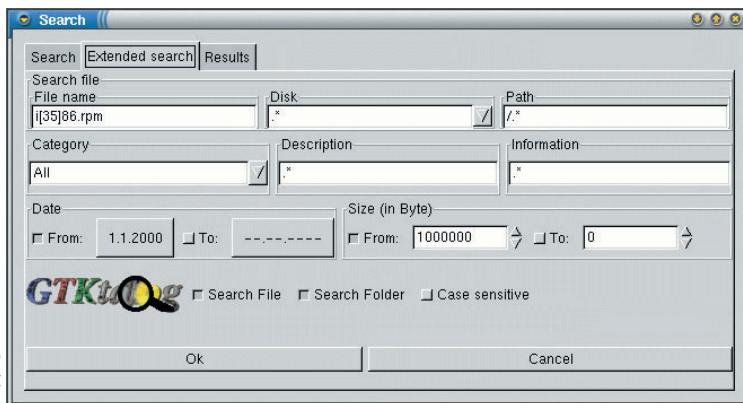 Search
Search Extended search Results
Search file
File name Disk Path
i[35]86.rpm .* /.*
Category Description Information
All .* .*
Date Size (in Byte)
From: 1.1.2000 To: --.--.---- From: 1000000 To: 0
GTKtalog Search File Search Folder Case sensitive
Ok Cancel